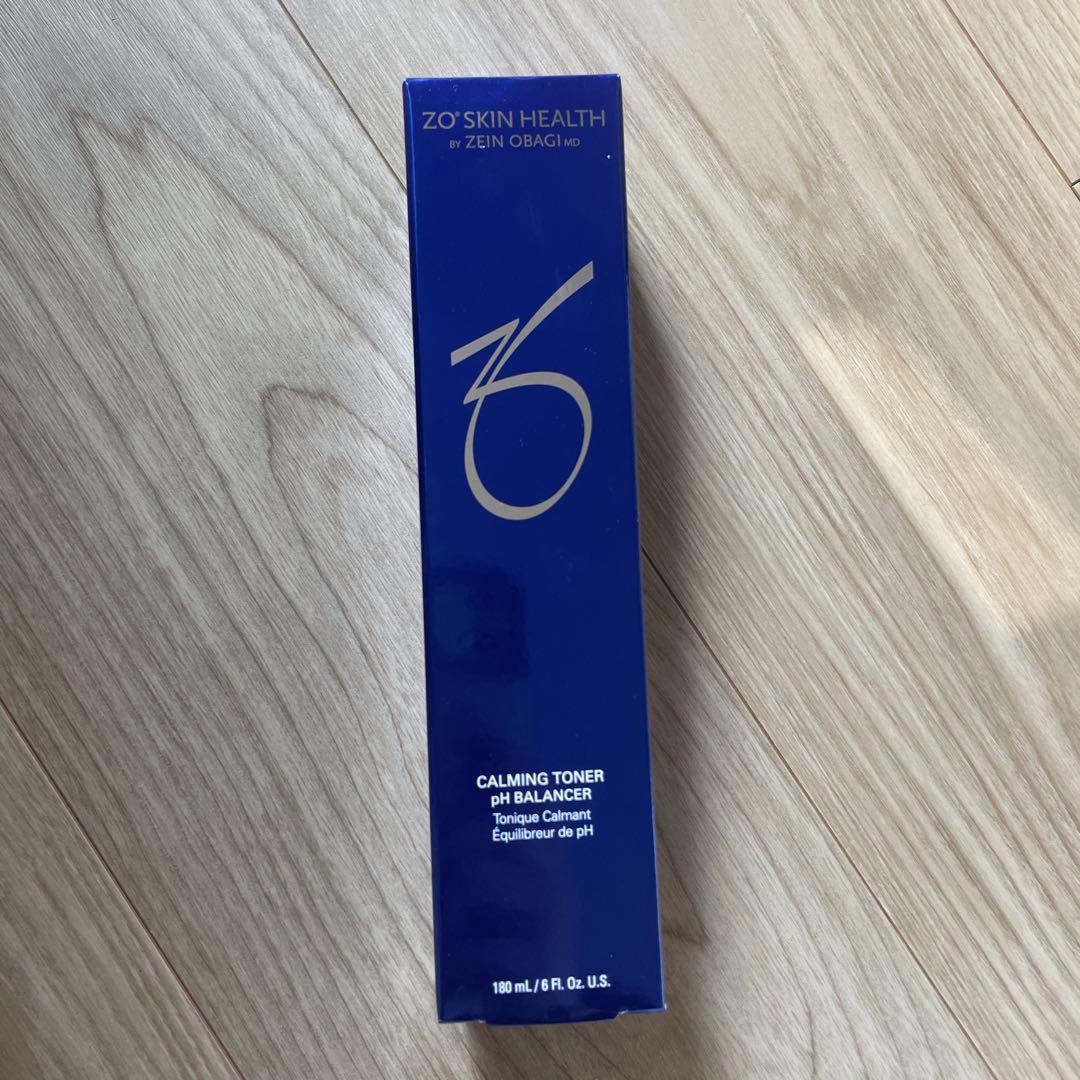 ZO® SKIN HEALTH
BY ZEIN OBAGI MD
CALMING TONER
pH BALANCER
Tonique Calmant
Équilibreur de pH
180 mL / 6 Fl. Oz. U.S.